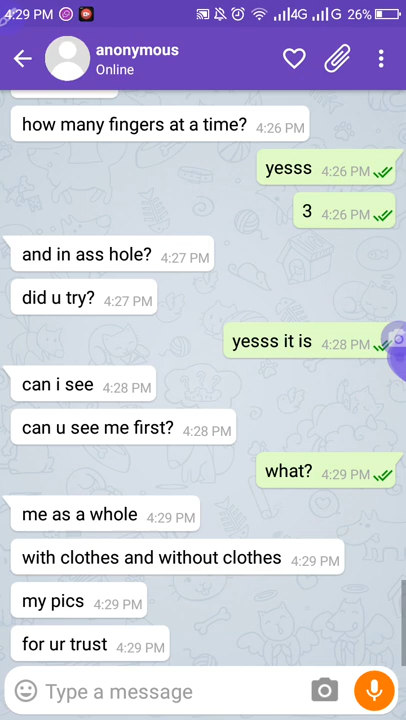 4:29 PM 4G G 26%
anonymous
Online
how many fingers at a time? 4:26 PM
yesss 4:26 PM
3 4:26 PM
and in ass hole? 4:27 PM
did u try? 4:27 PM
yesss it is 4:28 PM
can i see 4:28 PM
can u see me first? 4:28 PM
what? 4:29 PM
me as a whole 4:29 PM
with clothes and without clothes 4:29 PM
my pics 4:29 PM
for ur trust 4:29 PM
Type a message